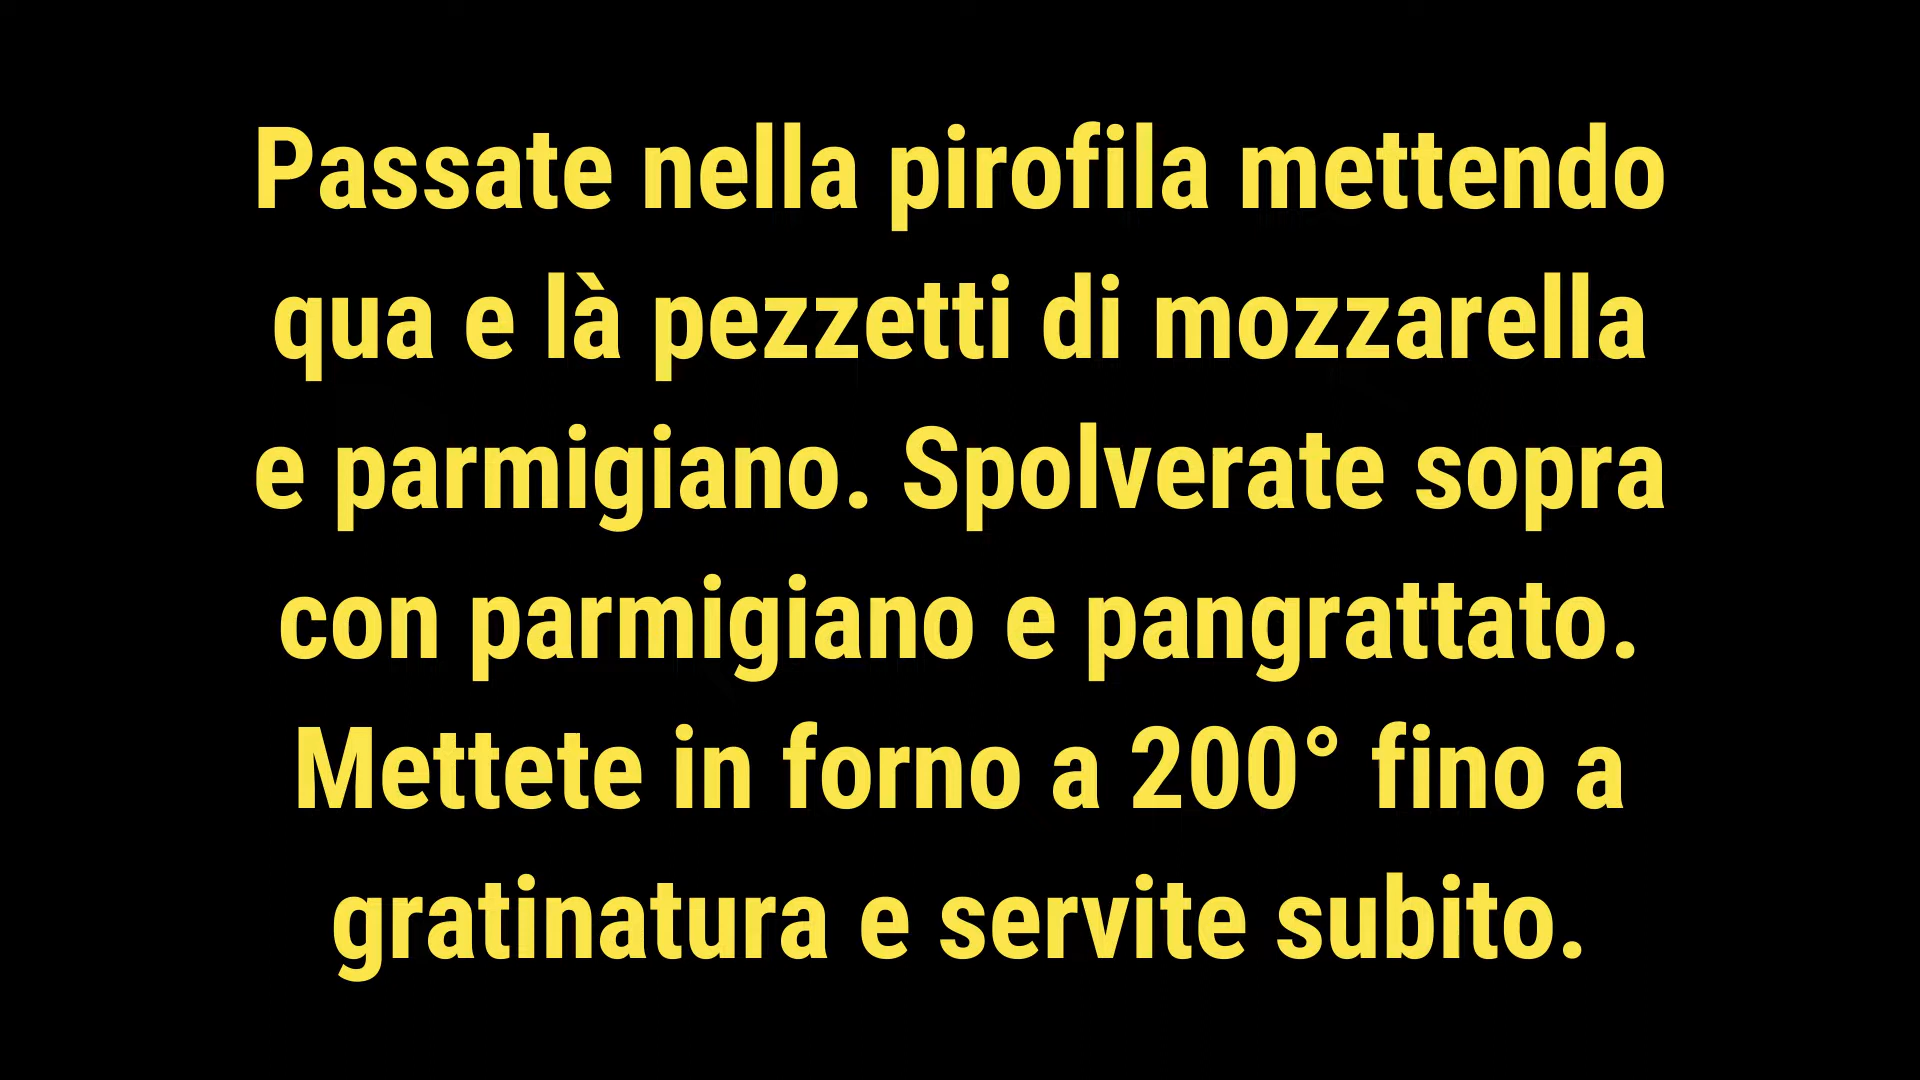 Passate nella pirofila mettendo
qua e là pezzetti di mozzarella
e parmigiano. Spolverate sopra
con parmigiano e pangrattato.
Mettete in forno a 200° fino a
gratinatura e servite subito.